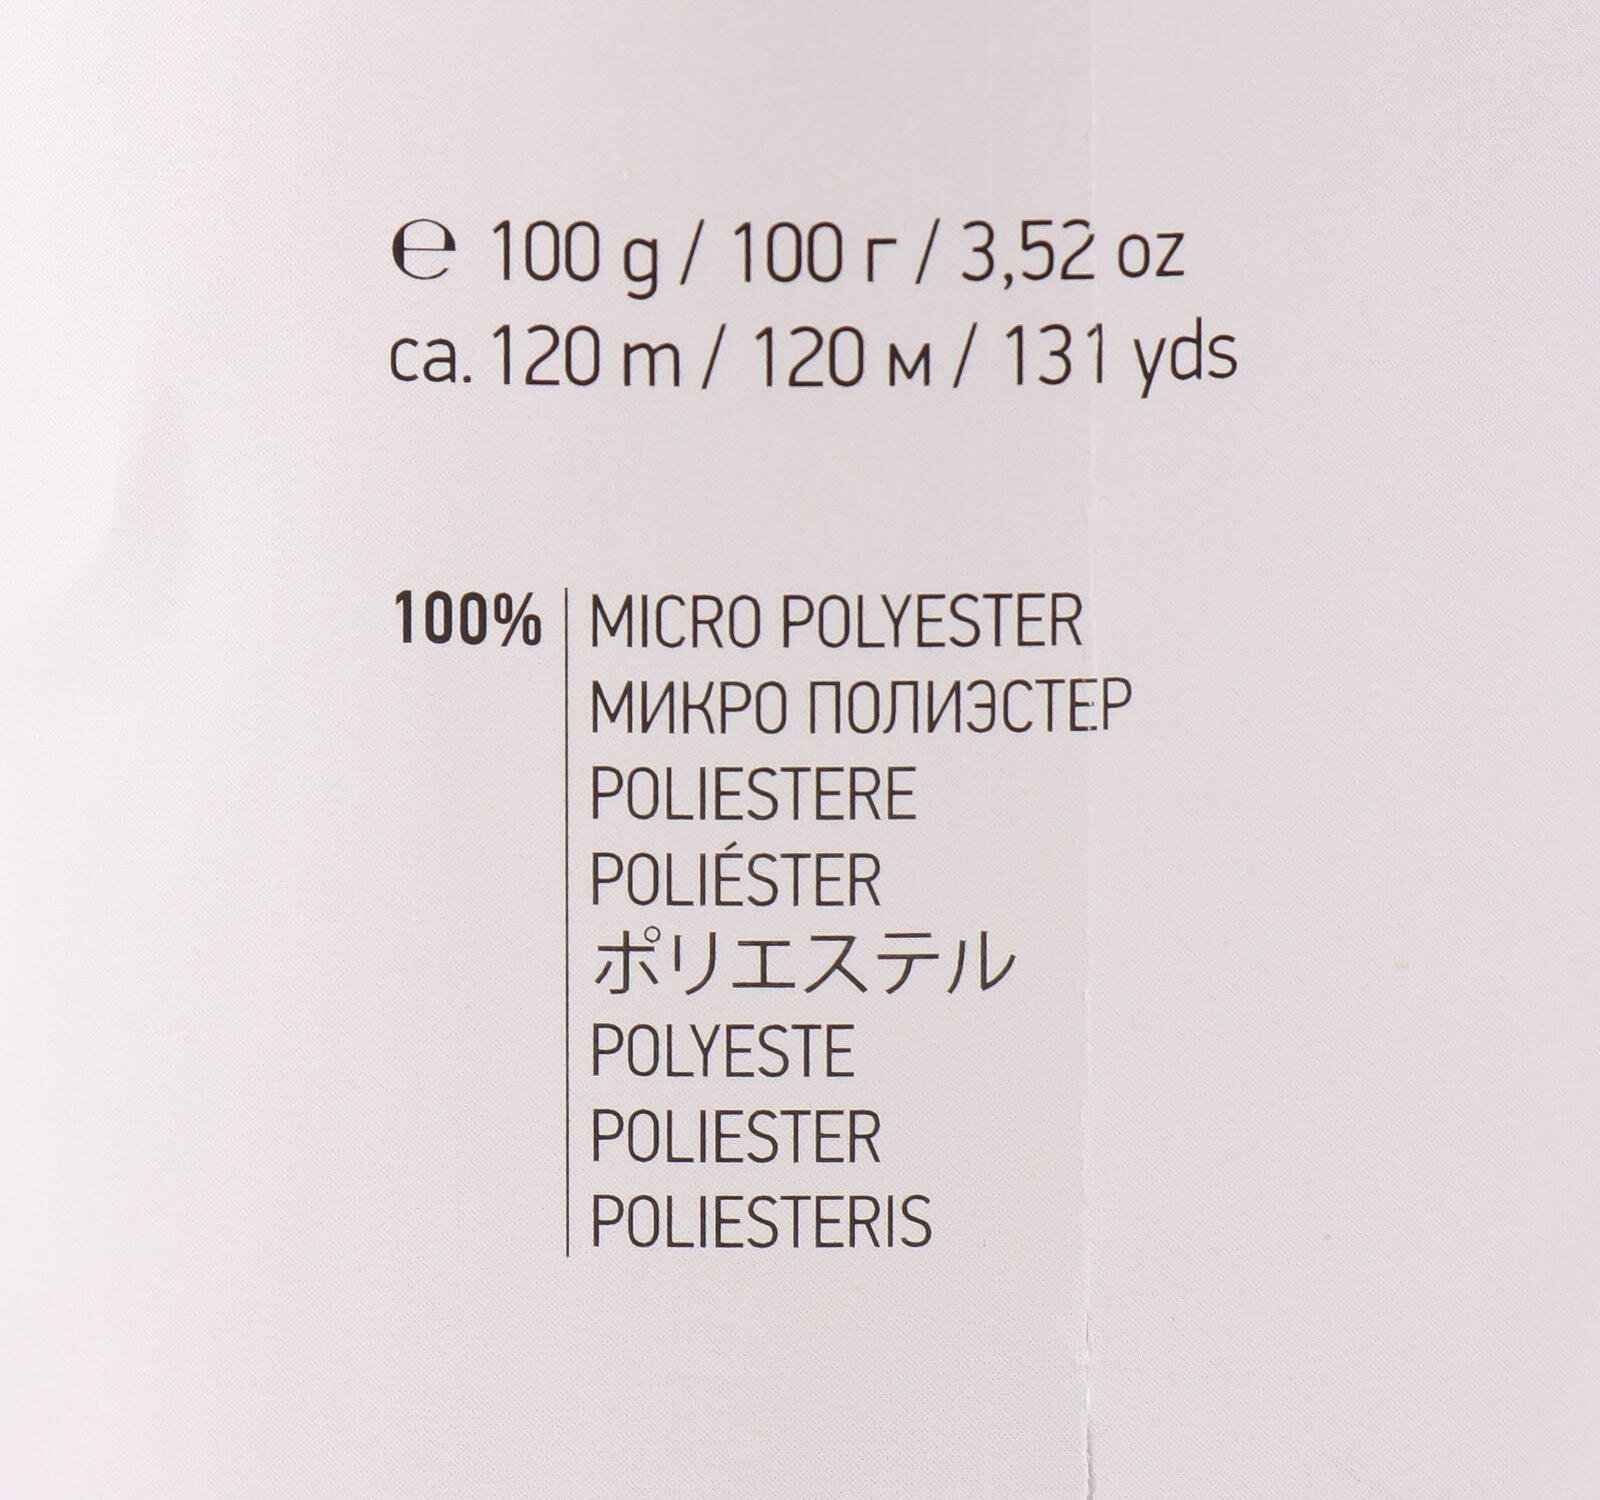 ℮ 100 g / 100 г / 3,52 oz
ca. 120 m / 120 м / 131 yds
100% MICRO POLYESTER
МИКРО ПОЛИЭСТЕР
POLIESTERE
POLIÉSTER
ポリエステル
POLYESTE
POLIESTER
POLIESTERIS